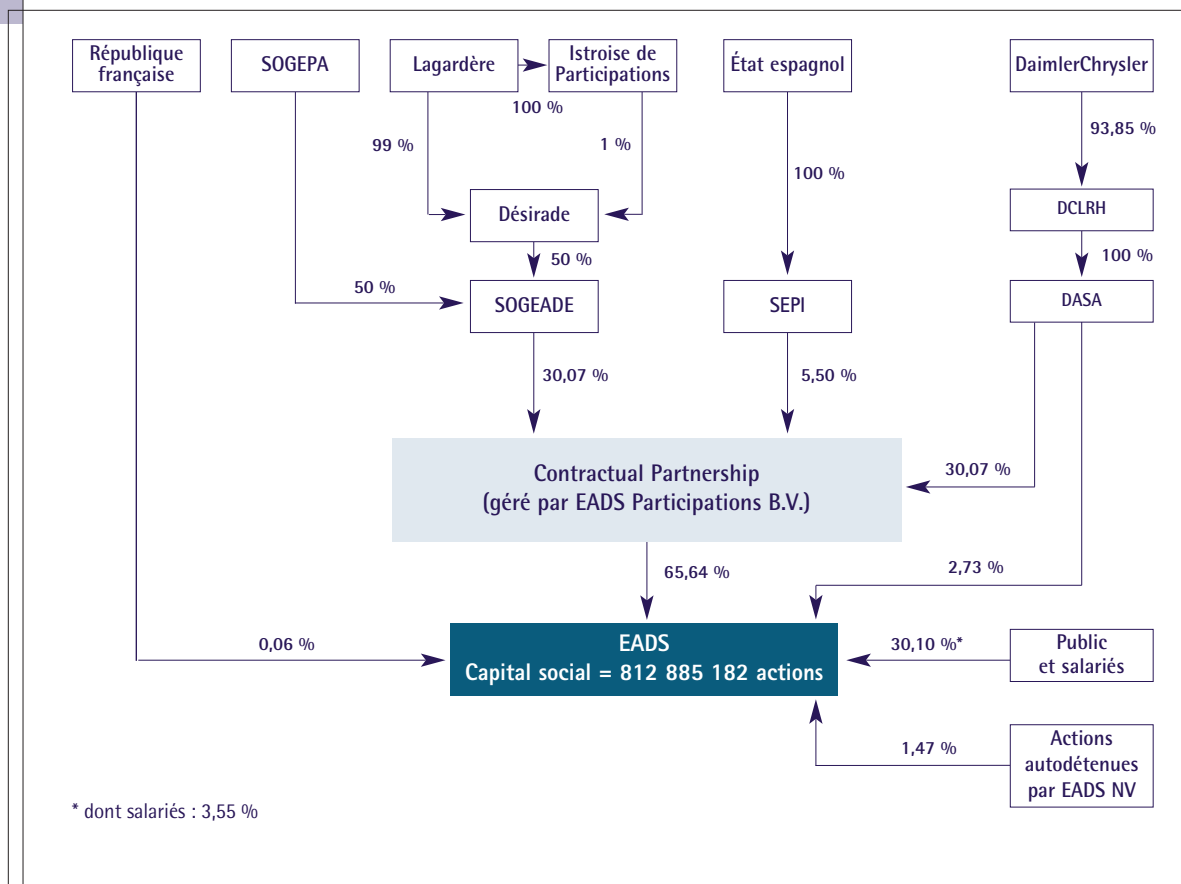 République
française
SOGEPA
Lagardère
Istroise de
Participations
État espagnol
DaimlerChrysler
100 %
93,85 %
99 %
1 %
100 %
Désirade
DCLRH
50 %
100 %
50 %
SOGEADE
SEPI
DASA
30,07 %
5,50 %
Contractual Partnership
(géré par EADS Participations B.V.)
30,07 %
65,64 %
2,73 %
0,06 %
EADS
Capital social = 812 885 182 actions
30,10 %*
Public
et salariés
1,47 %
Actions
autodétenues
par EADS NV
* dont salariés : 3,55 %